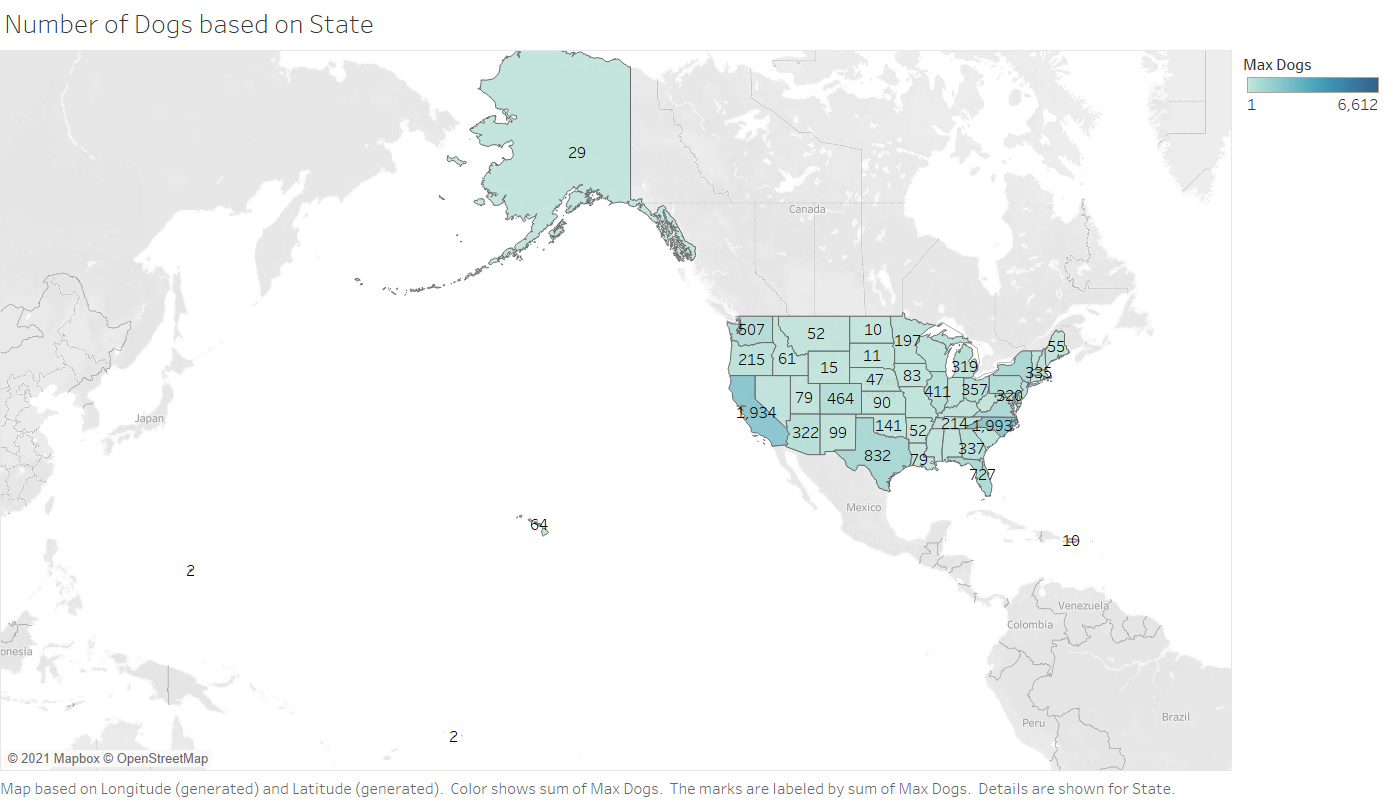 Number of Dogs based on State
Max Dogs
1 6,612
29
Canada
507 52 10 197 55
215 61 15 11 319 335
47 83
79 464 90 411 357 320
Japan
1,934
322 99 141 52 214 1,993
832 79 337
727
Mexico
64
10
2
Venezuela
Colombia
onesia
Peru
Brazil
2
© 2021 Mapbox © OpenStreetMap
Map based on Longitude (generated) and Latitude (generated). Color shows sum of Max Dogs. The marks are labeled by sum of Max Dogs. Details are shown for State.